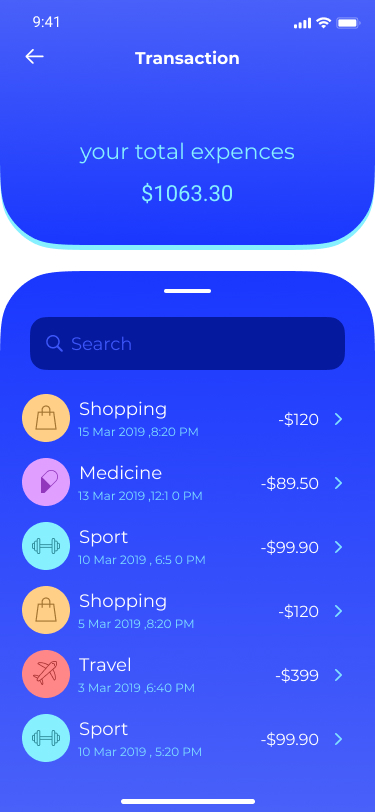 9:41
Transaction
your total expences
$1063.30
Search
Shopping
-$120
15 Mar 2019 ,8:20 PM
Medicine
-$89.50
13 Mar 2019 ,12:1 0 PM
Sport
-$99.90
10 Mar 2019 , 6:5 0 PM
Shopping
-$120
5 Mar 2019 ,8:20 PM
Travel
-$399
3 Mar 2019 ,6:40 PM
Sport
-$99.90
10 Mar 2019 , 5:20 PM